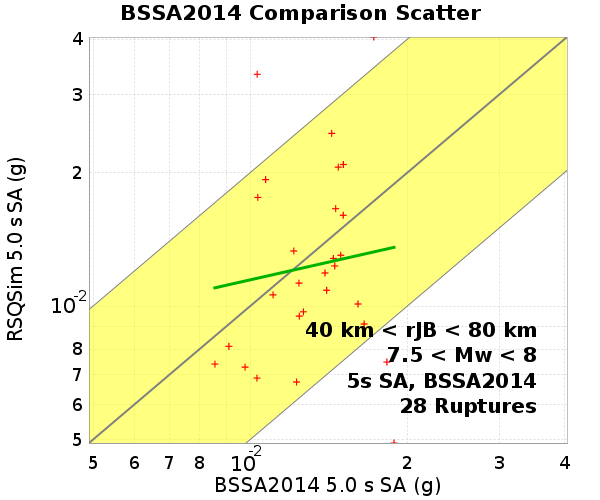 BSSA2014 Comparison Scatter
RSQSim 5.0 s SA (g)
4
3
2
10-2
8
7
6
5
40 km < rJB < 80 km
7.5 < Mw < 8
5s SA, BSSA2014
28 Ruptures
5 6 7 8 10-2 2 3 4
BSSA2014 5.0 s SA (g)